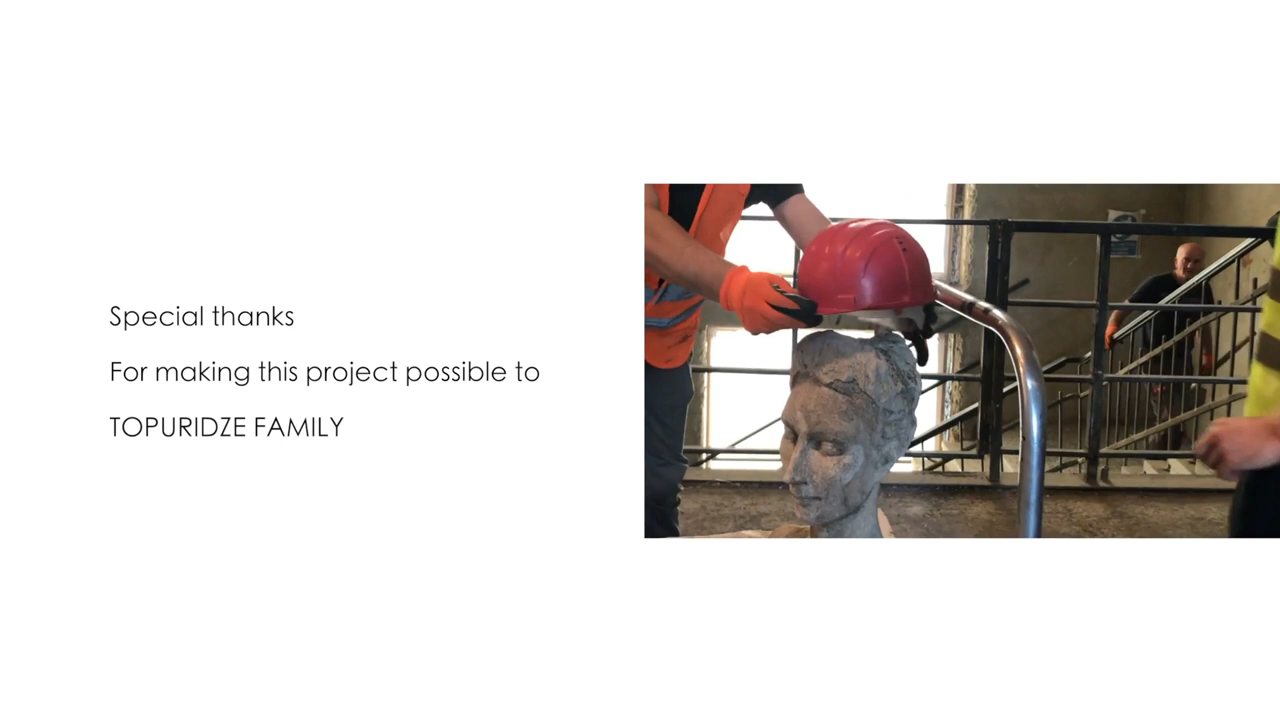 Special thanks
For making this project possible to
TOPURIDZE FAMILY